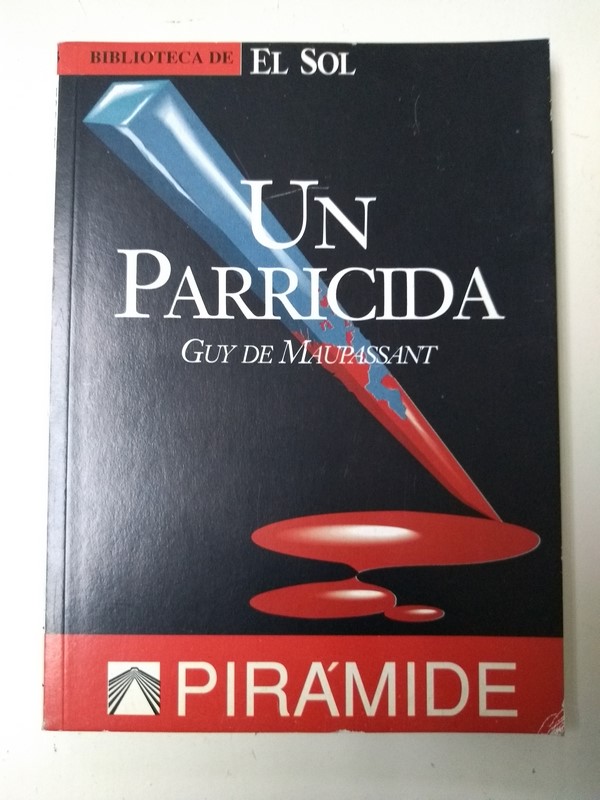 BIBLIOTECA DE EL SOL
UN
PARRICIDA
GUY DE MAUPASSANT
PIRÁMIDE